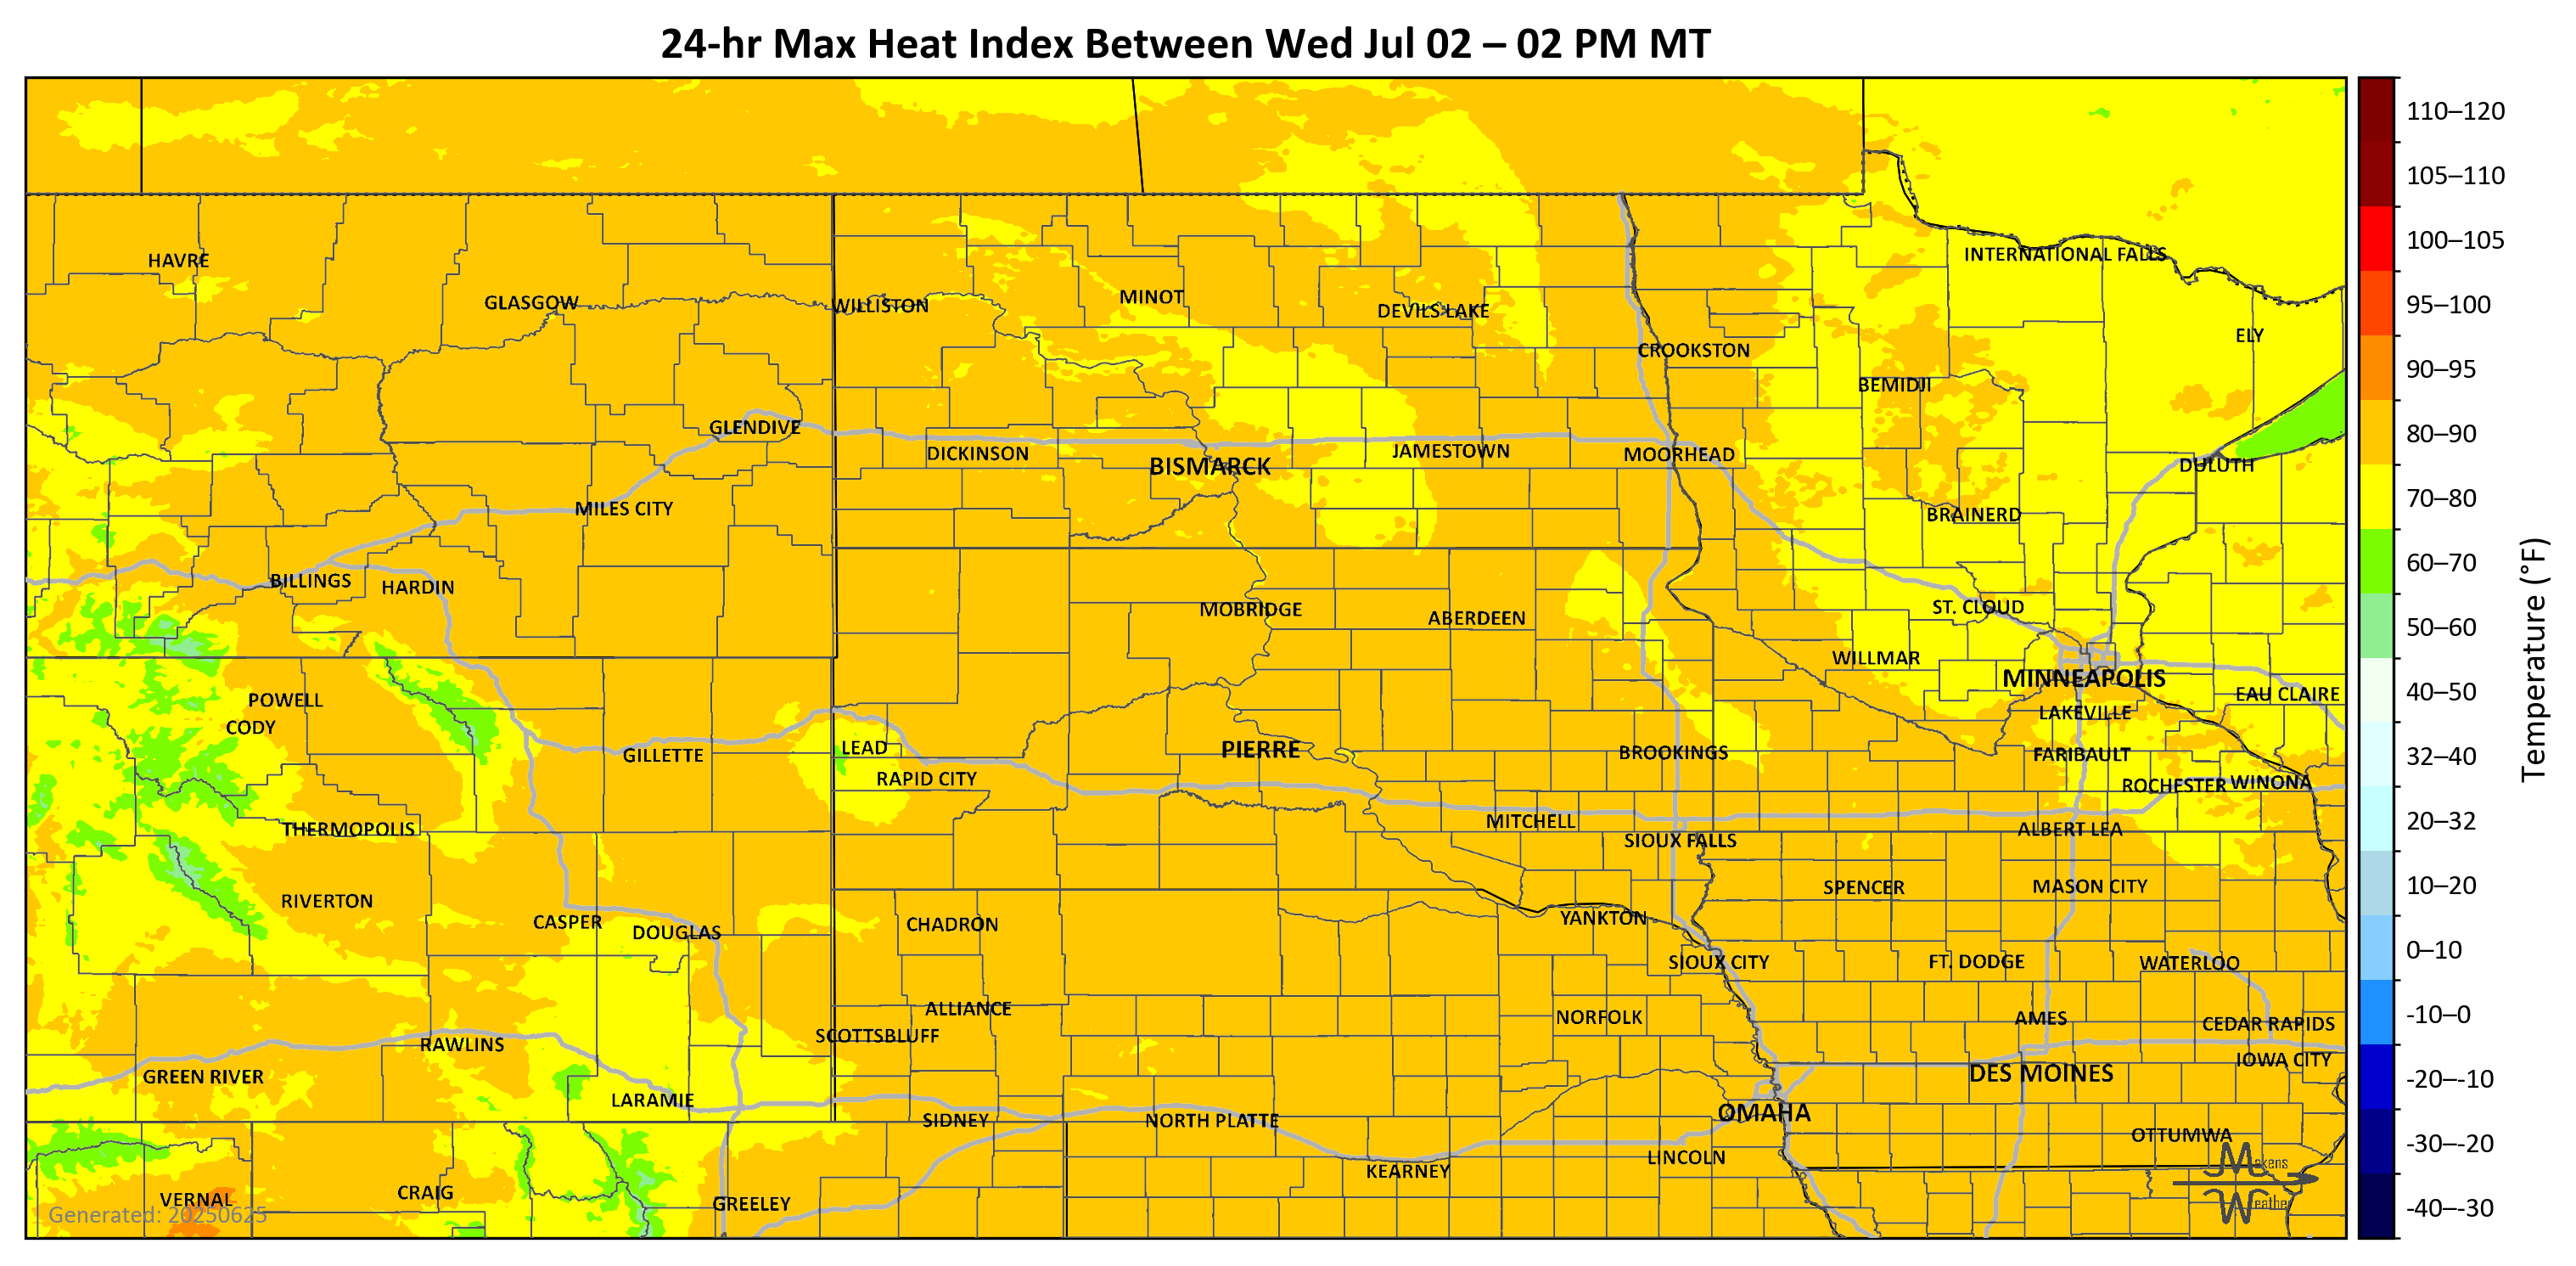 24-hr Max Heat Index Between Wed Jul 02 – 02 PM MT
HAVRE
GLASGOW
WILLISTON
MINOT
DEVILS LAKE
CROOKSTON
INTERNATIONAL FALLS
ELY
BEMIDJI
GLENDIVE
DICKINSON
BISMARCK
JAMESTOWN
MOORHEAD
DULUTH
MILES CITY
BRAINERD
BILLINGS
HARDIN
MOBRIDGE
ABERDEEN
ST. CLOUD
WILLMAR
MINNEAPOLIS
EAU CLAIRE
POWELL
CODY
LAKEVILLE
GILLETTE
LEAD
RAPID CITY
PIERRE
BROOKINGS
FARIBAULT
ROCHESTER
WINONA
THERMOPOLIS
MITCHELL
SIOUX FALLS
ALBERT LEA
RIVERTON
CASPER
DOUGLAS
CHADRON
YANKTON
SPENCER
MASON CITY
SIOUX CITY
FT. DODGE
WATERLOO
ALLIANCE
SCOTTSBLUFF
NORFOLK
AMES
CEDAR RAPIDS
RAWLINS
GREEN RIVER
IOWA CITY
DES MOINES
LARAMIE
SIDNEY
NORTH PLATTE
OMAHA
OTTUMWA
LINCOLN
KEARNEY
VERNAL
CRAIG
GREELEY
Generated: 20250625
Makens
Weather
110–120
105–110
100–105
95–100
90–95
80–90
70–80
60–70
50–60
40–50
32–40
20–32
10–20
0–10
-10–0
-20–-10
-30–-20
-40–-30
Temperature (°F)